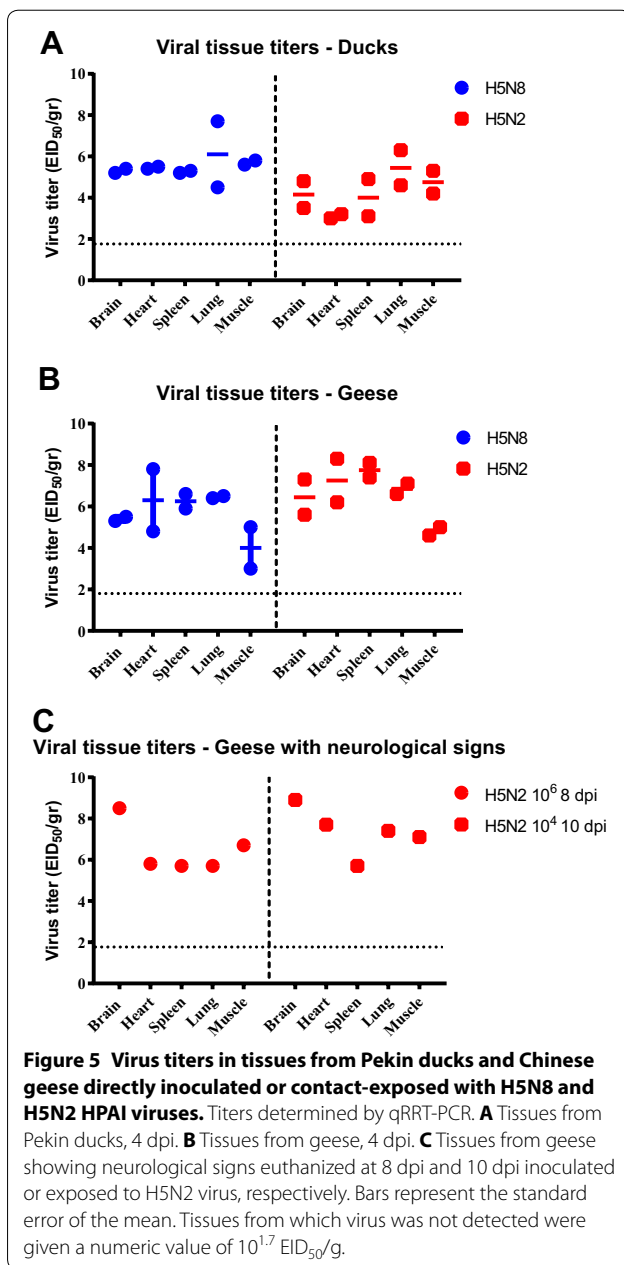 A
Viral tissue titers - Ducks
Virus titer (EID50/gr)
10
8
6
4
2
0
Brain
Heart
Spleen
Lung
Muscle
Brain
Heart
Spleen
Lung
Muscle
H5N8
H5N2
B
Viral tissue titers - Geese
Virus titer (EID50/gr)
10
8
6
4
2
0
Brain
Heart
Spleen
Lung
Muscle
Brain
Heart
Spleen
Lung
Muscle
H5N8
H5N2
C
Viral tissue titers - Geese with neurological signs
Virus titer (EID50/gr)
10
8
6
4
2
0
Brain
Heart
Spleen
Lung
Muscle
Brain
Heart
Spleen
Lung
Muscle
H5N2 10^6 8 dpi
H5N2 10^4 10 dpi
Figure 5 Virus titers in tissues from Pekin ducks and Chinese
geese directly inoculated or contact-exposed with H5N8 and
H5N2 HPAI viruses. Titers determined by qRRT-PCR. A Tissues from
Pekin ducks, 4 dpi. B Tissues from geese, 4 dpi. C Tissues from geese
showing neurological signs euthanized at 8 dpi and 10 dpi inoculated
or exposed to H5N2 virus, respectively. Bars represent the standard
error of the mean. Tissues from which virus was not detected were
given a numeric value of 10^1.7 EID50/g.